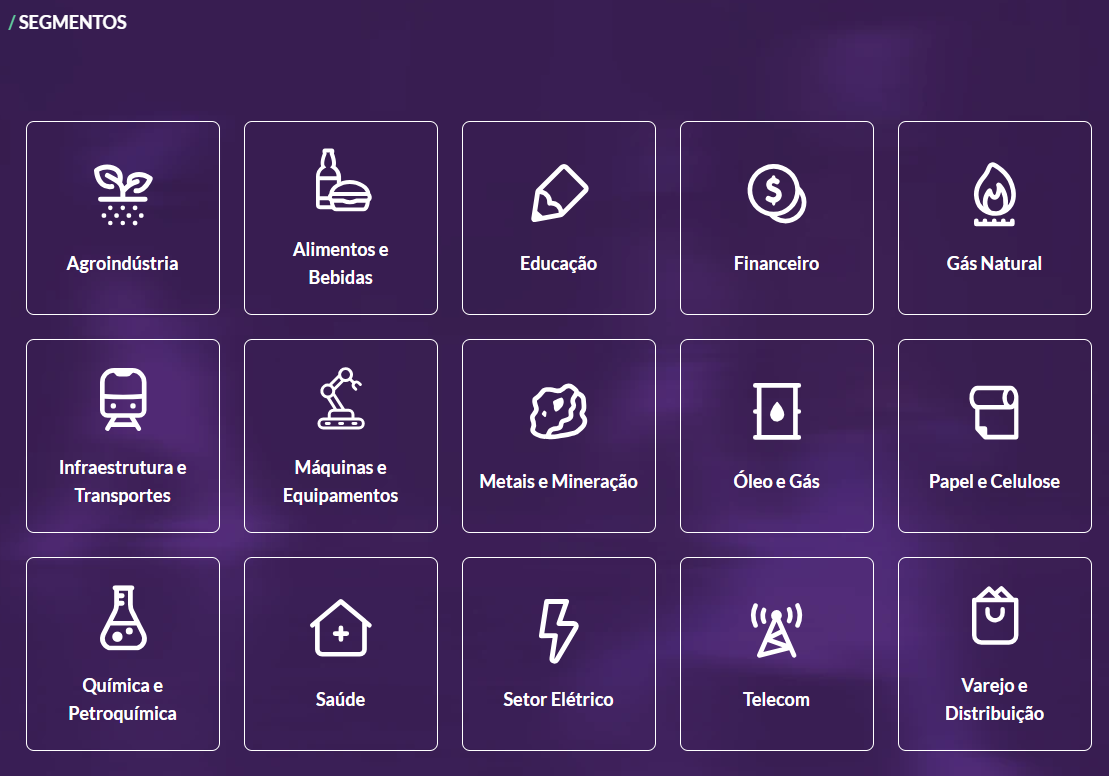 / SEGMENTOS
Agroindústria
Alimentos e
Bebidas
Educação
Financeiro
Gás Natural
Infraestrutura e
Transportes
Máquinas e
Equipamentos
Metais e Mineração
Óleo e Gás
Papel e Celulose
Química e
Petroquímica
Saúde
Setor Elétrico
Telecom
Varejo e
Distribuição